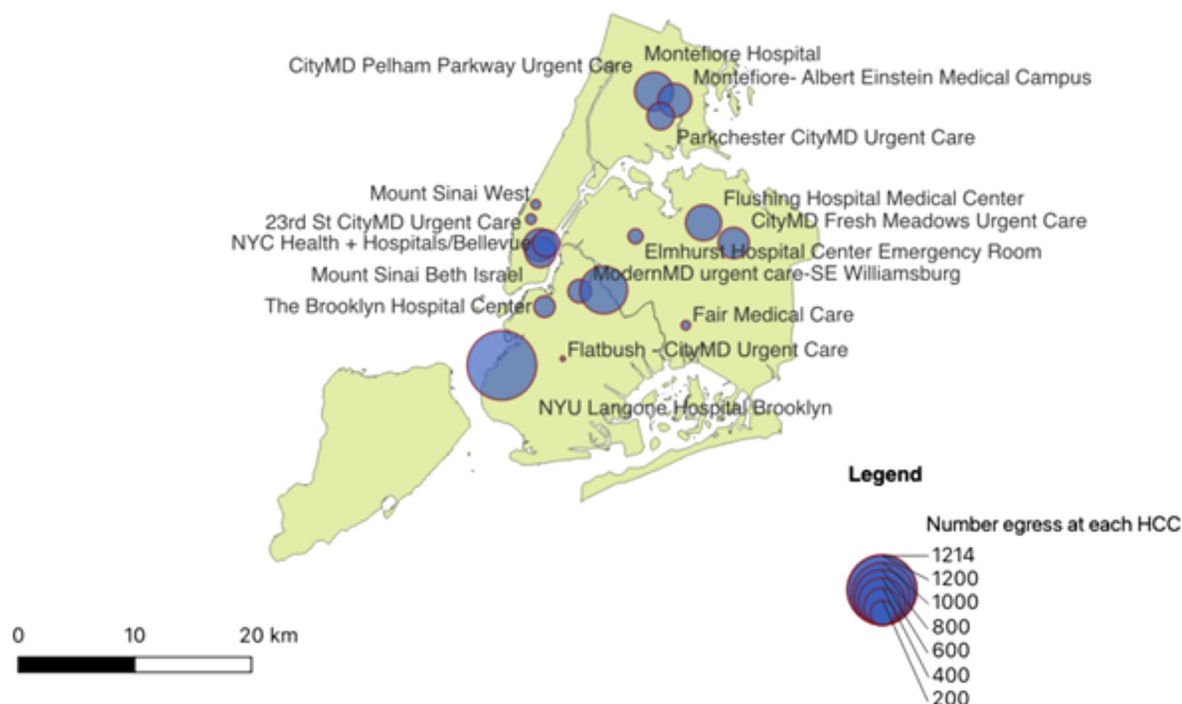 Montefiore Hospital
CityMD Pelham Parkway Urgent Care
Montefiore- Albert Einstein Medical Campus
Parkchester CityMD Urgent Care
Mount Sinai West
Flushing Hospital Medical Center
23rd St CityMD Urgent Care
CityMD Fresh Meadows Urgent Care
NYC Health + Hospitals/Bellevue
Elmhurst Hospital Center Emergency Room
Mount Sinai Beth Israel
ModernMD urgent care-SE Williamsburg
The Brooklyn Hospital Center
Fair Medical Care
Flatbush - CityMD Urgent Care
NYU Langone Hospital Brooklyn
Legend
Number egress at each HCC
1214
1200
1000
800
600
400
200
0 10 20 km